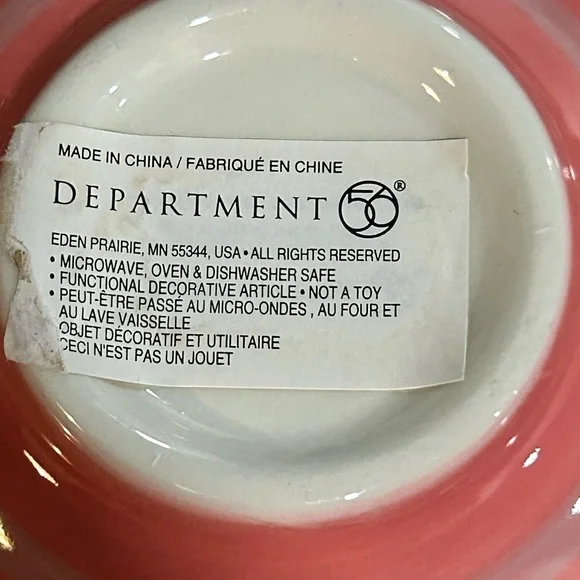 MADE IN CHINA / FABRIQUÉ EN CHINE
DEPARTMENT 56®
EDEN PRAIRIE, MN 55344, USA • ALL RIGHTS RESERVED
• MICROWAVE, OVEN & DISHWASHER SAFE
• FUNCTIONAL DECORATIVE ARTICLE • NOT A TOY
• PEUT-ÊTRE PASSÉ AU MICRO-ONDES , AU FOUR ET
AU LAVE VAISSELLE
OBJET DÉCORATIF ET UTILITAIRE
CECI N'EST PAS UN JOUET